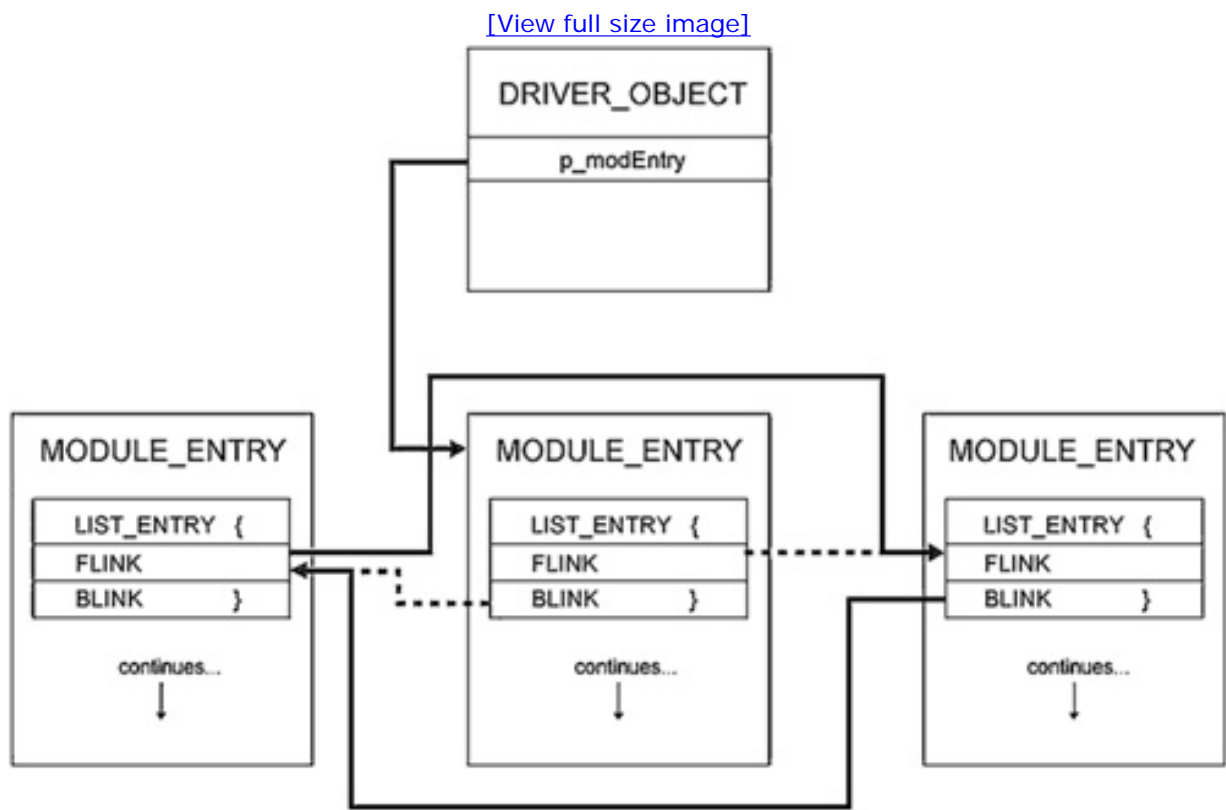 [View full size image]
DRIVER_OBJECT
p_modEntry
MODULE_ENTRY
LIST_ENTRY {
FLINK
BLINK }
continues...
MODULE_ENTRY
LIST_ENTRY {
FLINK
BLINK }
continues...
MODULE_ENTRY
LIST_ENTRY {
FLINK
BLINK }
continues...